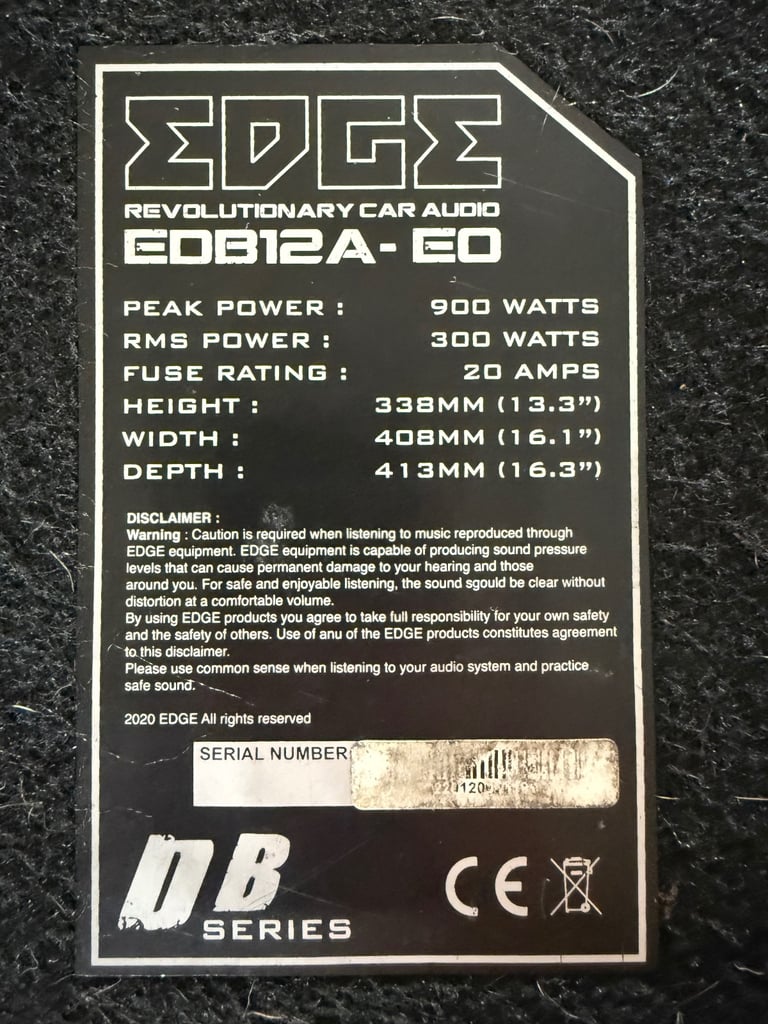 EDGE
REVOLUTIONARY CAR AUDIO
EDB12A-E0
PEAK POWER : 900 WATTS
RMS POWER : 300 WATTS
FUSE RATING : 20 AMPS
HEIGHT : 338MM (13.3”)
WIDTH : 408MM (16.1”)
DEPTH : 413MM (16.3”)
DISCLAIMER :
Warning : Caution is required when listening to music reproduced through
EDGE equipment. EDGE equipment is capable of producing sound pressure
levels that can cause permanent damage to your hearing and those
around you. For safe and enjoyable listening, the sound sgould be clear without
distortion at a comfortable volume.
By using EDGE products you agree to take full responsibility for your own safety
and the safety of others. Use of anu of the EDGE products constitutes agreement
to this disclaimer.
Please use common sense when listening to your audio system and practice
safe sound.
2020 EDGE All rights reserved
SERIAL NUMBER
DB
SERIES
CE